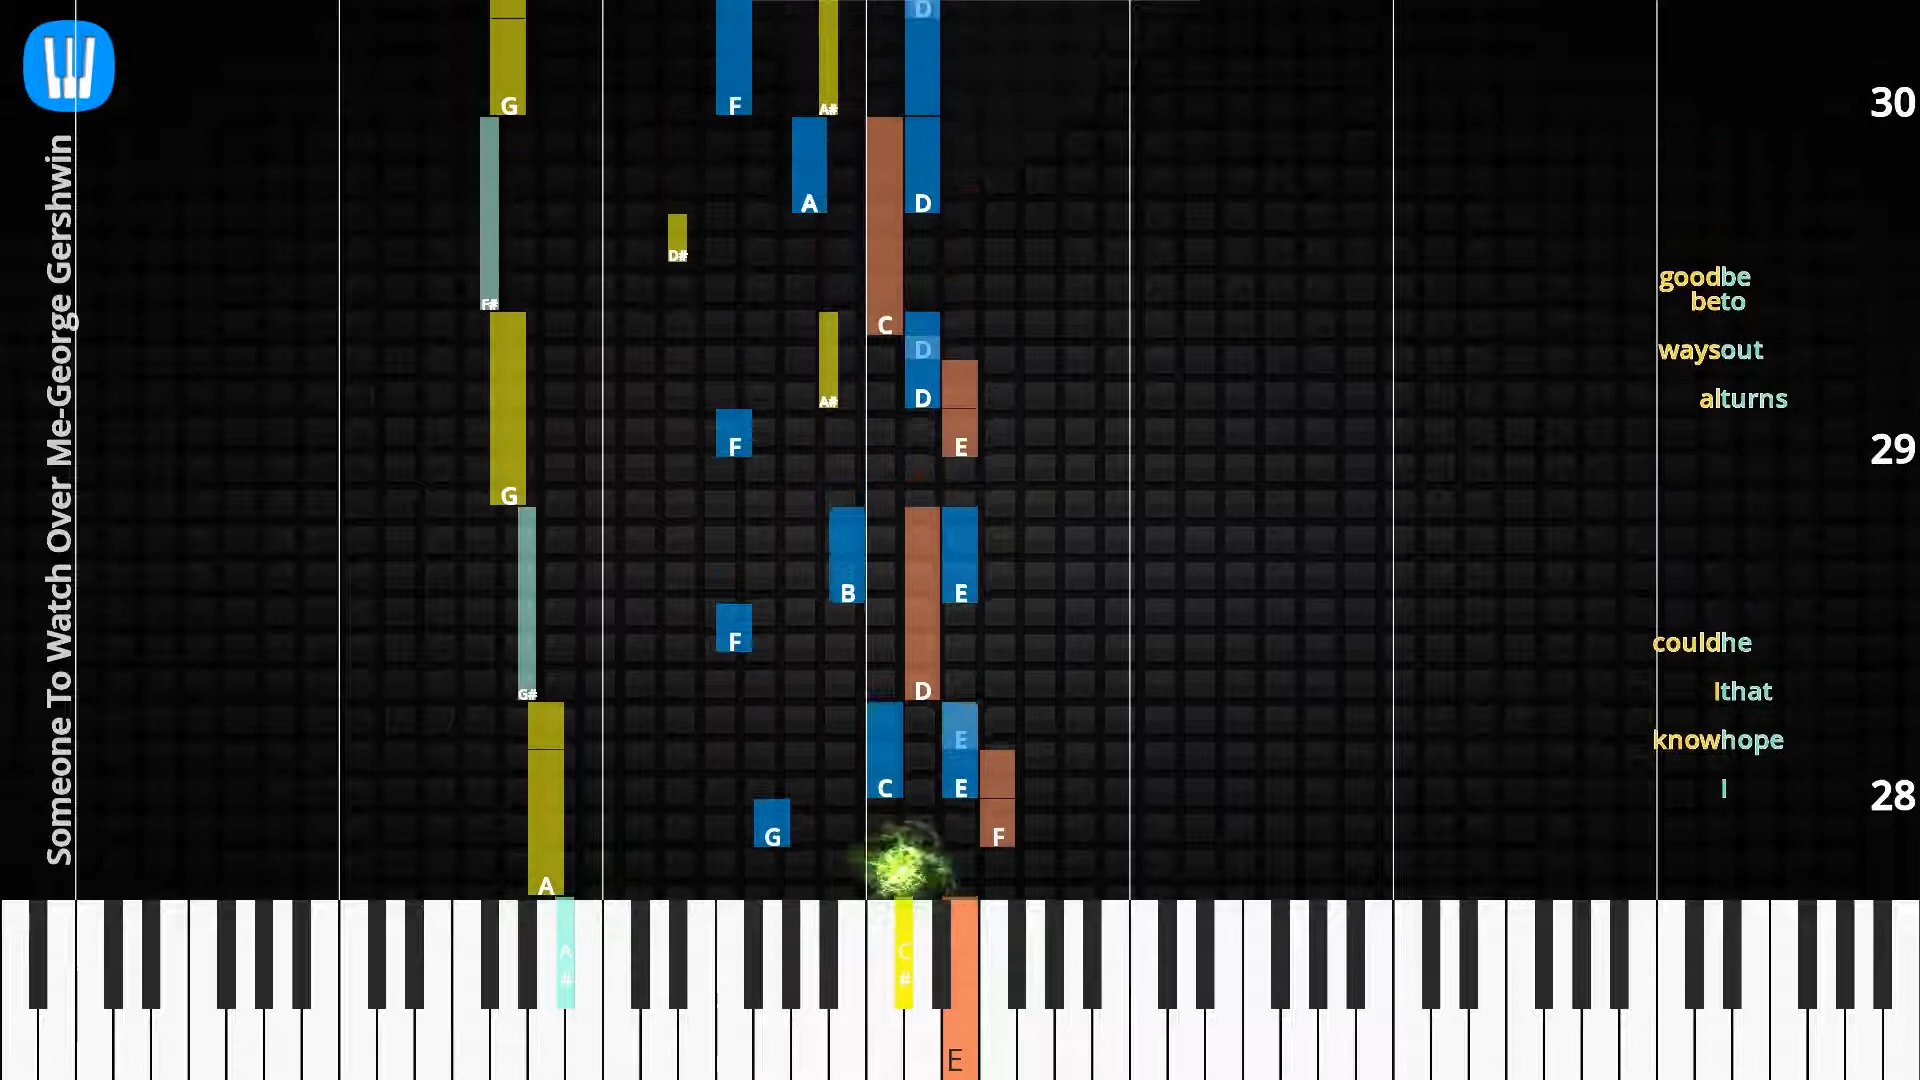 Someone To Watch Over Me-George Gershwin
D
G F A# 30
A D
D#
goodbe
F# beto
C
D waysout
A# D alturns
F E 29
G
B E
F couldhe
G# D Ithat
E knowhope
C E I 28
G F
A
A# C#
E